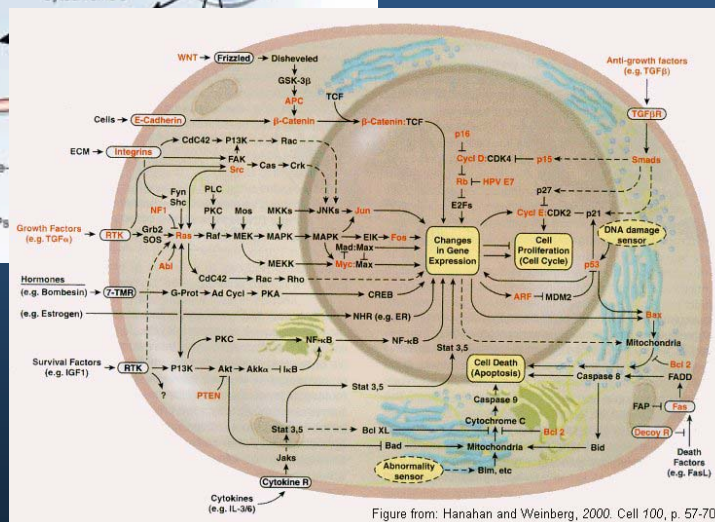 WNT Frizzled Disheveled
GSK-3β
APC
TCF
Cells E-Cadherin β-Catenin β-Catenin:TCF
ECM Integrins CdC42 P13K Rac
FAK
Src Cas Crk
Fyn
Shc
PLC
NF1
PKC Mos MKKs JNKs Jun
Growth Factors
(e.g. TGFα)
RTK Grb2
SOS Ras Raf MEK MAPK MAPK ElK Fos
Mad:Max
Abl
MEKK Myc:Max
CdC42 Rac Rho
Hormones
(e.g. Bombesin) 7-TMR G-Prot Ad Cycl PKA CREB
(e.g. Estrogen) NHR (e.g. ER)
PKC NF-κB NF-κB
Survival Factors
(e.g. IGF1) RTK P13K Akt Akkα IκB
?
PTEN
Stat 3,5
Stat 3,5
Stat 3,5 Bcl XL
Bad
Jaks
Cytokine R
Cytokines
(e.g. IL-3/6)
Anti-growth factors
(e.g. TGFβ)
TGFβR
Smads
p16
Cycl D:CDK4 p15
Rb HPV E7
E2Fs
p27
Cycl E:CDK2 p21
DNA damage
sensor
Changes
in Gene
Expression
Cell
Proliferation
(Cell Cycle)
p53
ARF MDM2
Bax
Mitochondria
Bcl 2
Cell Death
(Apoptosis)
Caspase 8 FADD
FAP Fas
Caspase 9
Decoy R
Cytochrome C
Bcl 2
Mitochondria Bid
Death
Factors
(e.g. FasL)
Abnormality
sensor
Bim, etc
Figure from: Hanahan and Weinberg, 2000. Cell 100, p. 57-70